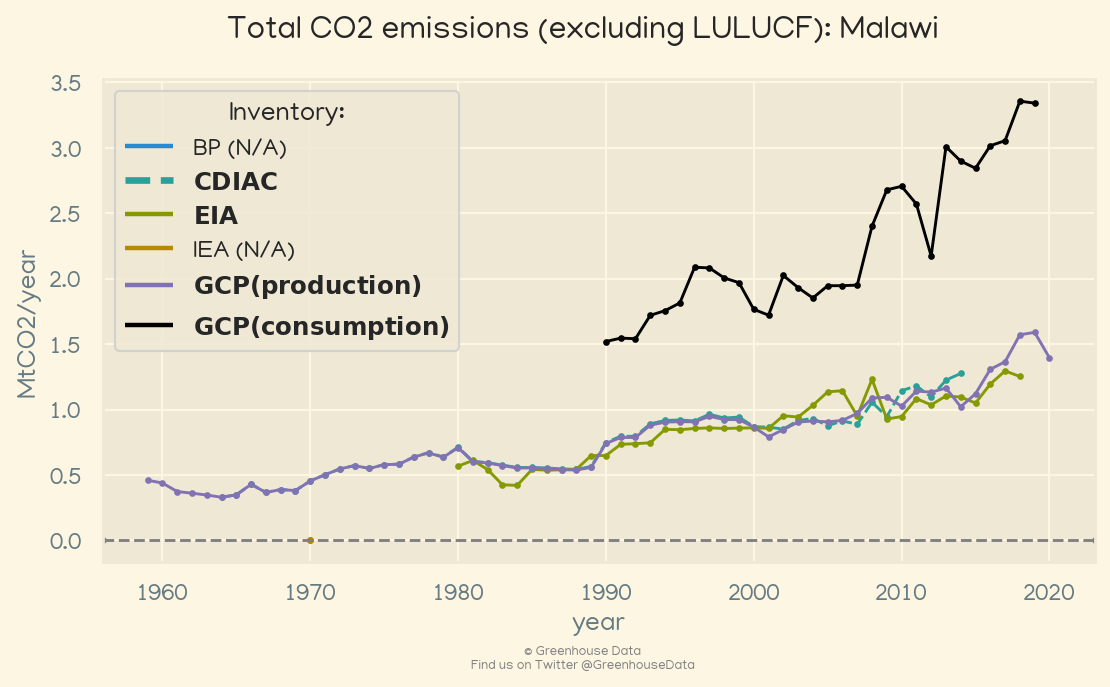 Total CO2 emissions (excluding LULUCF): Malawi
3.5
3.0
2.5
2.0
1.5
1.0
0.5
0.0
MtCO2/year
Inventory:
BP (N/A)
CDIAC
EIA
IEA (N/A)
GCP(production)
GCP(consumption)
1960 1970 1980 1990 2000 2010 2020
year
© Greenhouse Data
Find us on Twitter @GreenhouseData